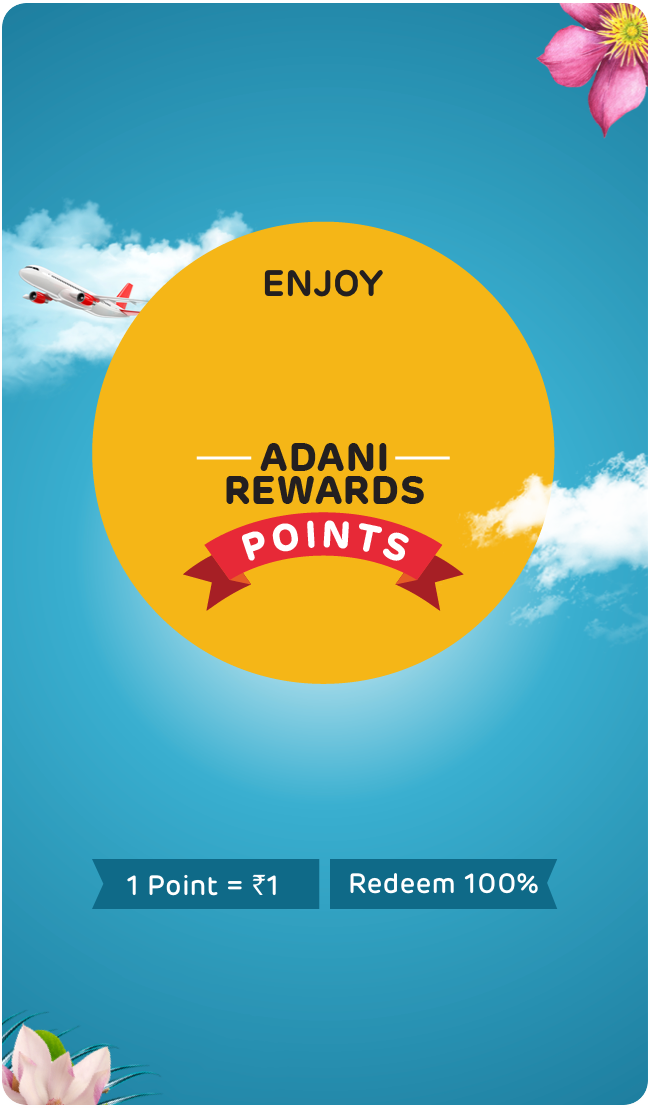 ENJOY
ADANI
REWARDS
POINTS
1 Point = ₹1
Redeem 100%